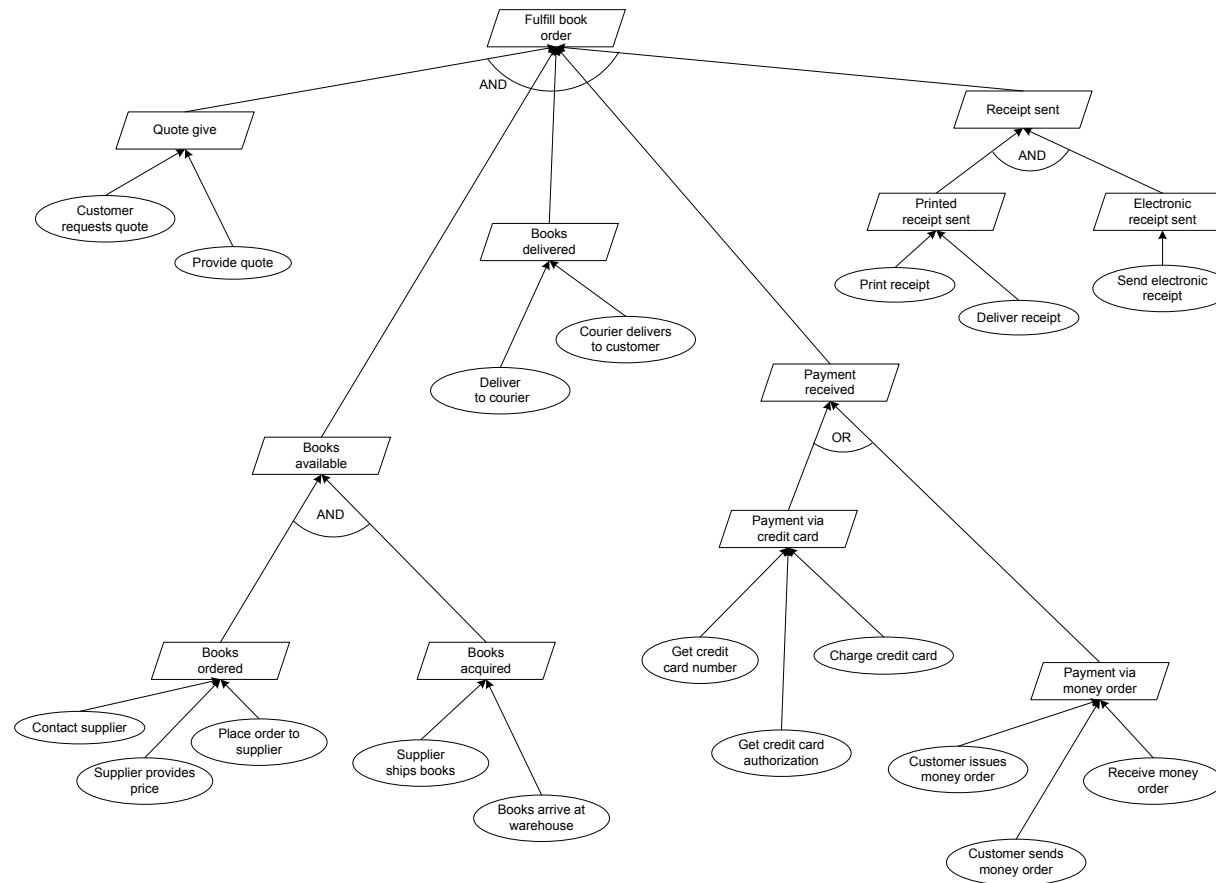 Fulfill book
order
AND
Quote give
Receipt sent
AND
Customer
requests quote
Provide quote
Books
delivered
Printed
receipt sent
Electronic
receipt sent
Print receipt
Deliver receipt
Send electronic
receipt
Courier delivers
to customer
Deliver
to courier
Payment
received
OR
Books
available
AND
Payment via
credit card
Get credit
card number
Charge credit card
Get credit card
authorization
Books
ordered
Books
acquired
Payment via
money order
Contact supplier
Place order to
supplier
Supplier provides
price
Supplier
ships books
Books arrive at
warehouse
Customer issues
money order
Receive money
order
Customer sends
money order